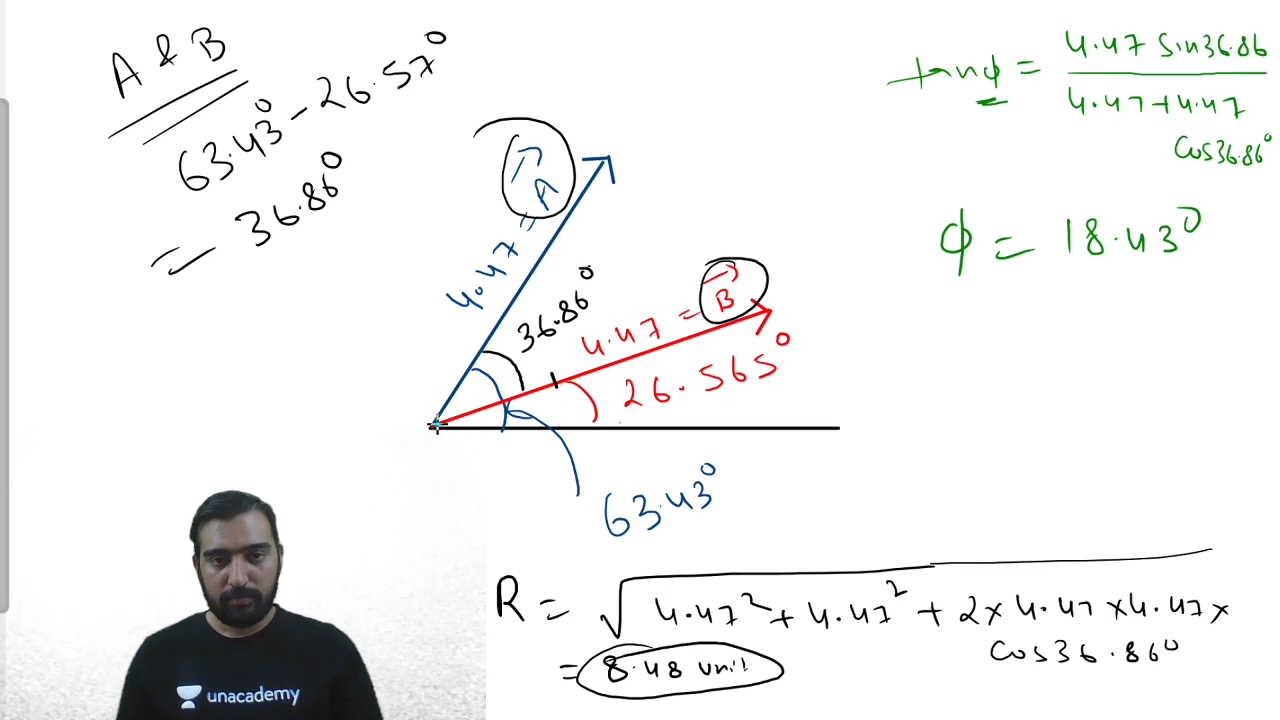 A & B
63.43° - 26.57°
= 36.86°
tanφ = 4.47 sin36.86
4.47+4.47
cos36.86°
φ = 18.43°
4.47 = A
36.86°
4.47 = B
26.565°
63.43°
R = √ 4.47² + 4.47² + 2×4.47×4.47×
cos36.86°
= 8.48 unit
unacademy